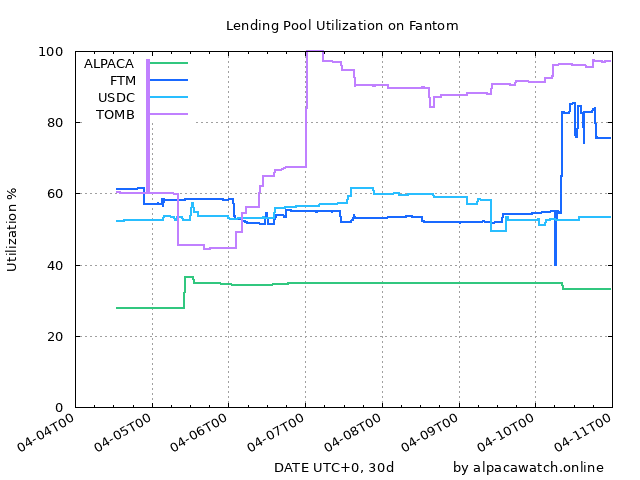 Lending Pool Utilization on Fantom
100
80
60
40
20
0
Utilization %
ALPACA
FTM
USDC
TOMB
04-04T00
04-05T00
04-06T00
04-07T00
04-08T00
04-09T00
04-10T00
04-11T00
DATE UTC+0, 30d
by alpacawatch.online